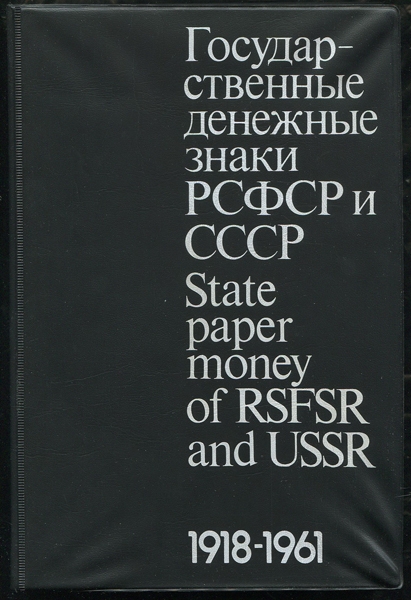 Государ-
ственные
денежные
знаки
РСФСР и
СССР
State
paper
money
of RSFSR
and USSR
1918-1961